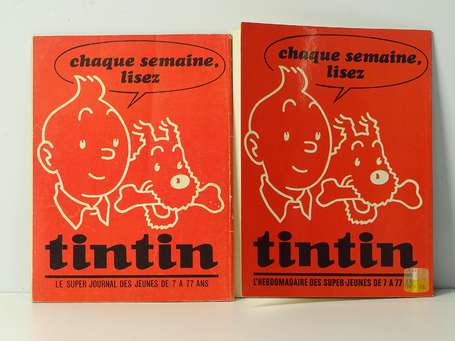 chaque semaine,
lisez
tintin
LE SUPER JOURNAL DES JEUNES DE 7 A 77 ANS
chaque semaine,
lisez
tintin
L'HEBDOMADAIRE DES SUPER-JEUNES DE 7 A 77